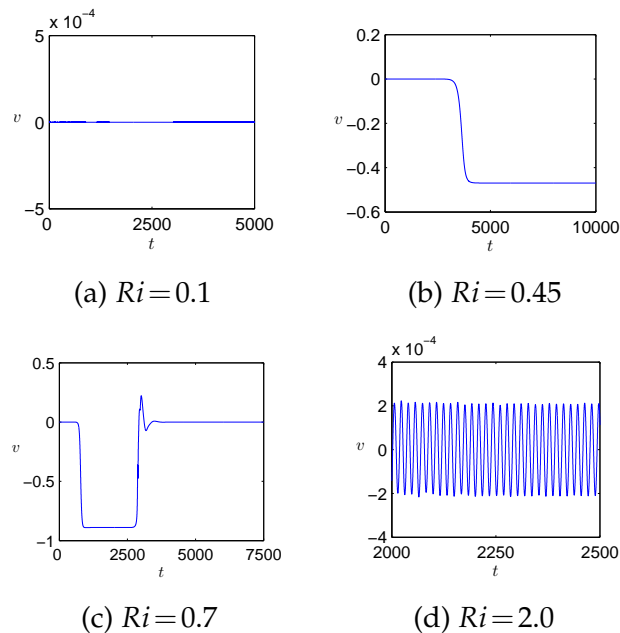 x 10⁻⁴
5
0
−5
v
0 2500 5000
t
(a) Ri=0.1
0.2
0
−0.2
−0.4
−0.6
v
0 5000 10000
t
(b) Ri=0.45
0.5
0
−0.5
−1
v
0 2500 5000 7500
t
(c) Ri=0.7
x 10⁻⁴
4
2
0
−2
−4
v
2000 2250 2500
t
(d) Ri=2.0